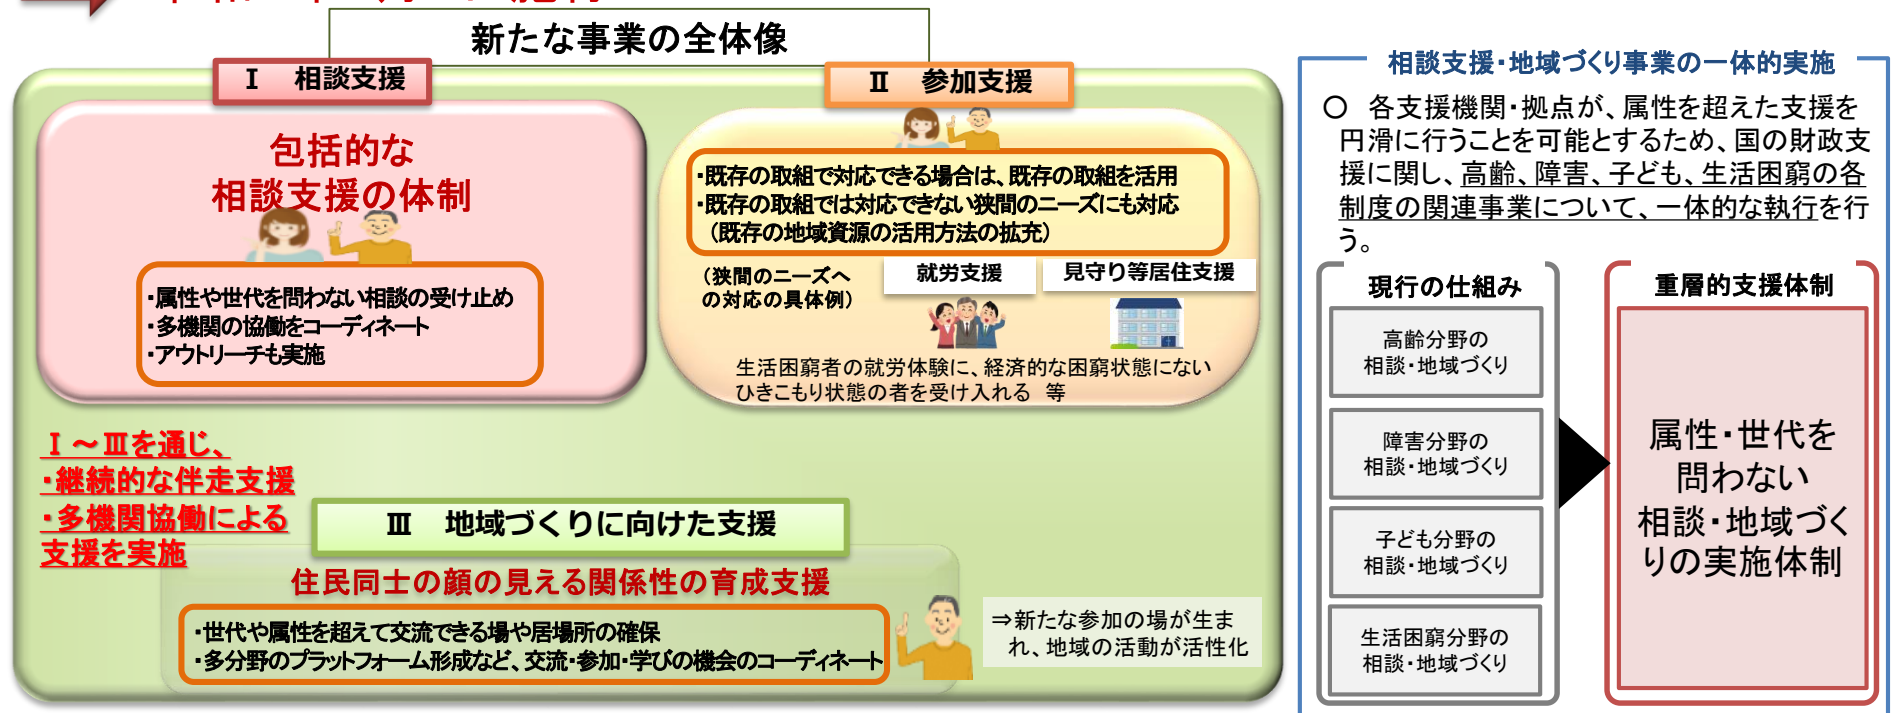 新たな事業の全体像
Ⅰ 相談支援
包括的な
相談支援の体制
・属性や世代を問わない相談の受け止め
・多機関の協働をコーディネート
・アウトリーチも実施
Ⅱ 参加支援
・既存の取組で対応できる場合は、既存の取組を活用
・既存の取組では対応できない狭間のニーズにも対応
（既存の地域資源の活用方法の拡充）
（狭間のニーズへ
の対応の具体例）
就労支援
見守り等居住支援
生活困窮者の就労体験に、経済的な困窮状態にない
ひきこもり状態の者を受け入れる 等
Ⅰ～Ⅲを通じ、
・継続的な伴走支援
・多機関協働による
支援を実施
Ⅲ 地域づくりに向けた支援
住民同士の顔の見える関係性の育成支援
・世代や属性を超えて交流できる場や居場所の確保
・多分野のプラットフォーム形成など、交流・参加・学びの機会のコーディネート
⇒新たな参加の場が生ま
れ、地域の活動が活性化
相談支援・地域づくり事業の一体的実施
○ 各支援機関・拠点が、属性を超えた支援を
円滑に行うことを可能とするため、国の財政支
援に関し、高齢、障害、子ども、生活困窮の各
制度の関連事業について、一体的な執行を行
う。
現行の仕組み
高齢分野の
相談・地域づくり
障害分野の
相談・地域づくり
子ども分野の
相談・地域づくり
生活困窮分野の
相談・地域づくり
重層的支援体制
属性・世代を
問わない
相談・地域づく
りの実施体制